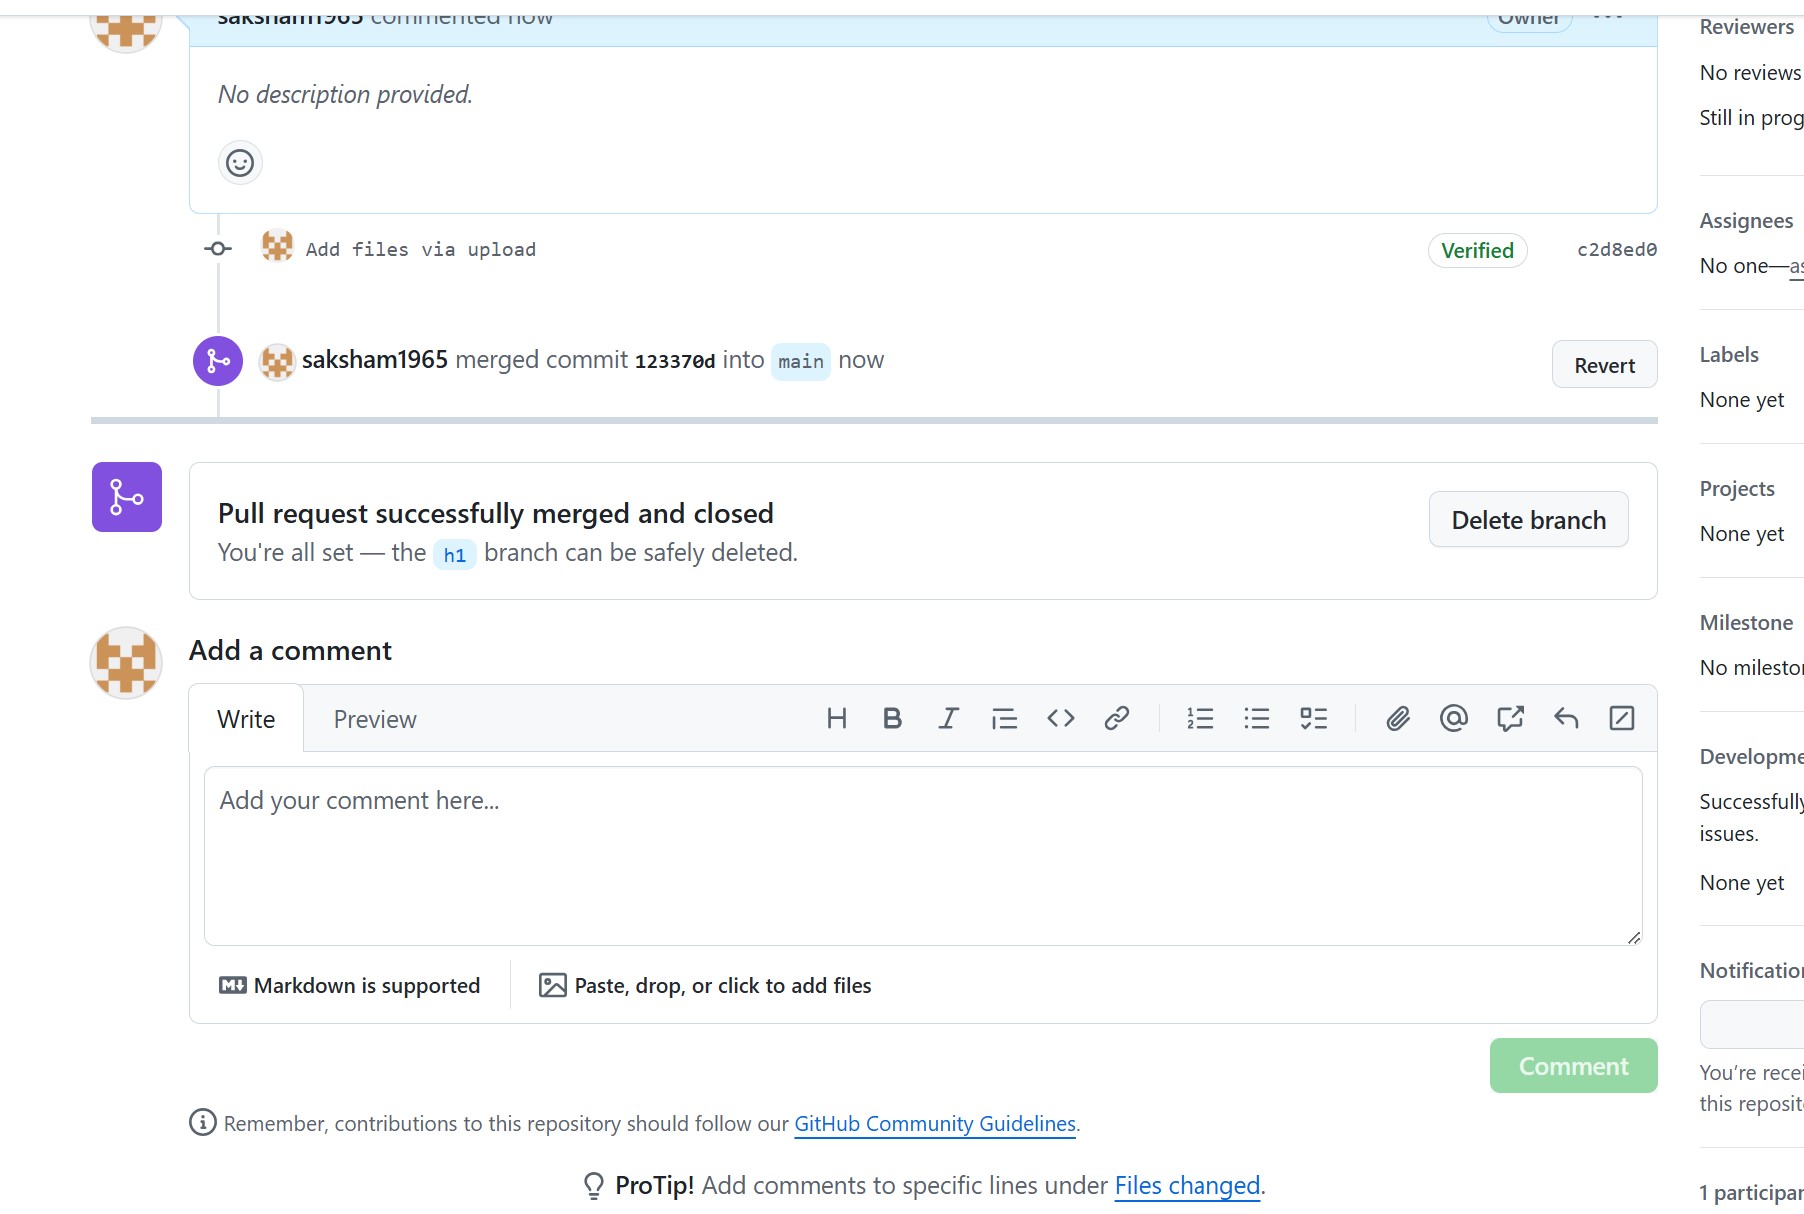 saksham1965 commented now
Owner
No description provided.
Add files via upload
Verified
c2d8ed0
saksham1965 merged commit 123370d into main now
Revert
Pull request successfully merged and closed
You're all set — the h1 branch can be safely deleted.
Delete branch
Add a comment
Write
Preview
Add your comment here...
Markdown is supported
Paste, drop, or click to add files
Comment
Remember, contributions to this repository should follow our GitHub Community Guidelines.
ProTip! Add comments to specific lines under Files changed.
Reviewers
No reviews
Still in prog
Assignees
No one—as
Labels
None yet
Projects
None yet
Milestone
No milesto
Developme
Successfully
issues.
None yet
Notification
You're recei
this reposit
1 participan